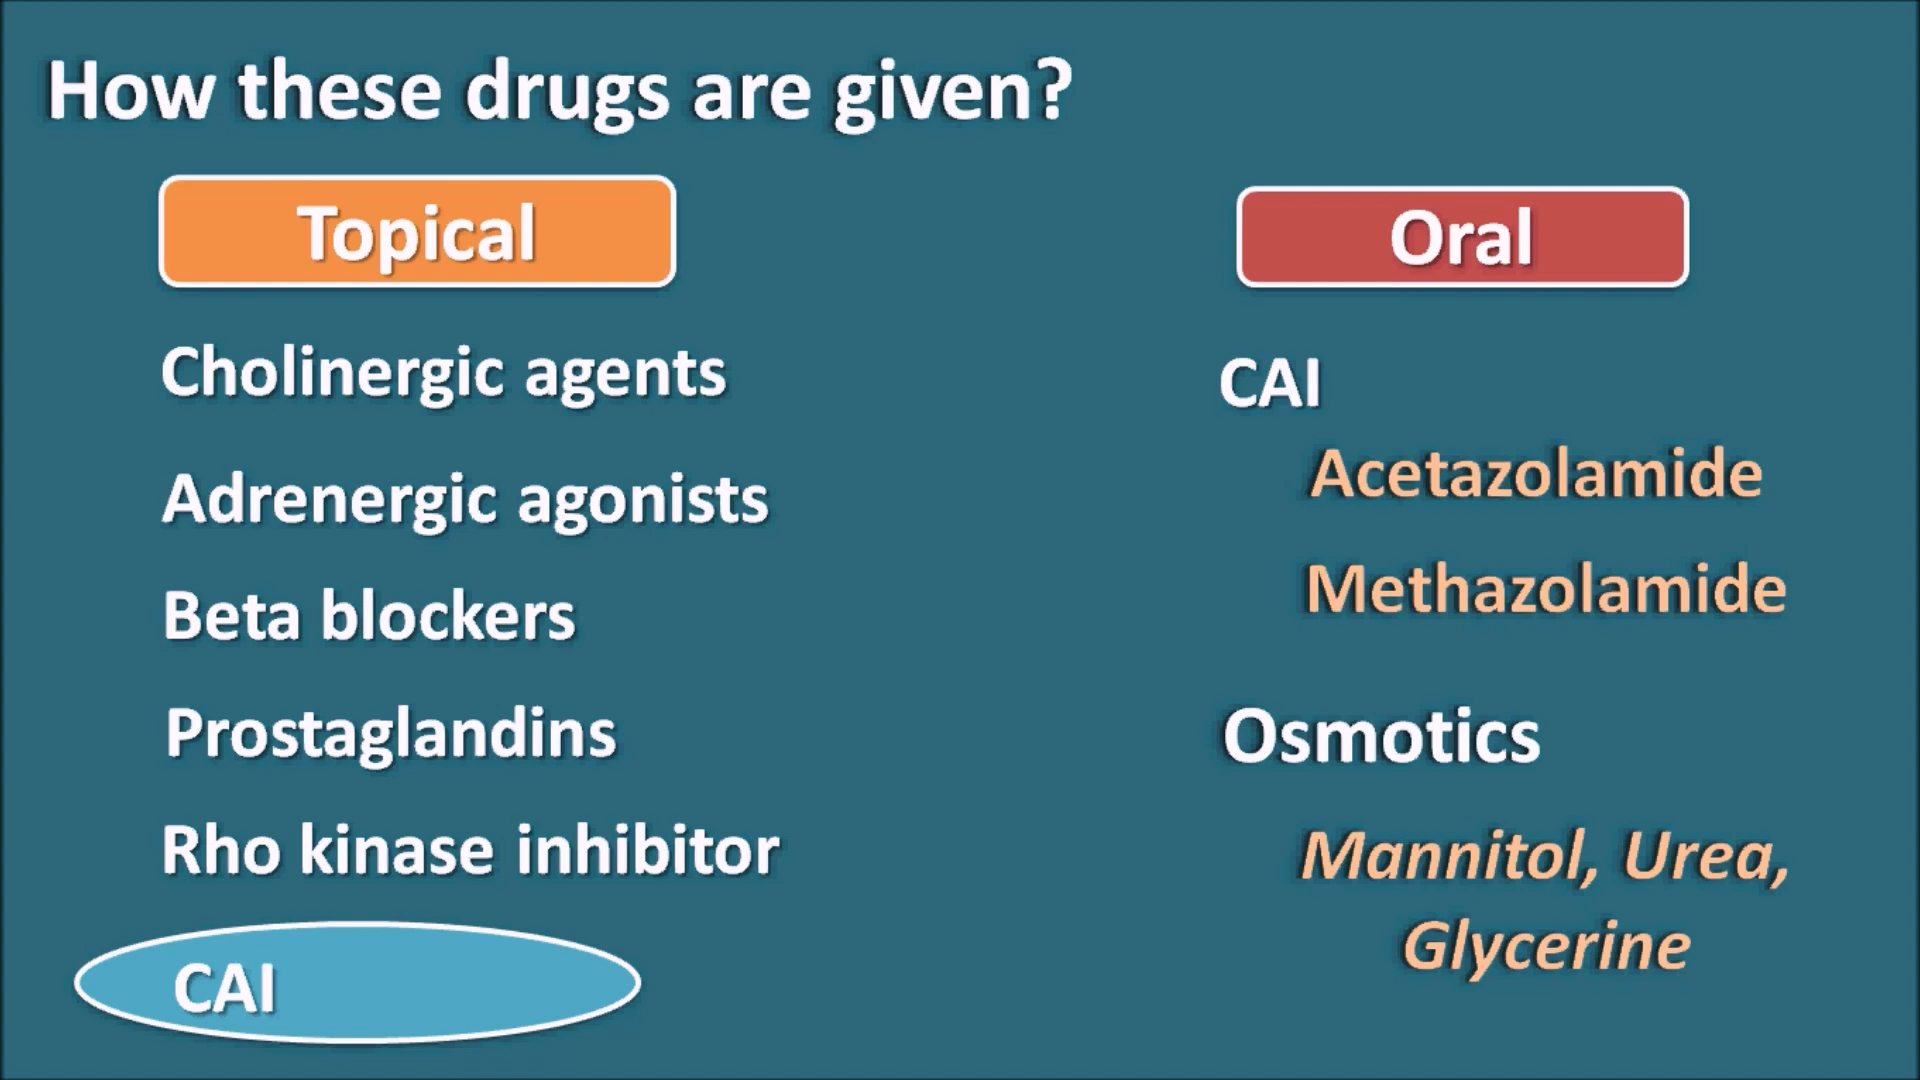 How these drugs are given?
Topical
Cholinergic agents
Adrenergic agonists
Beta blockers
Prostaglandins
Rho kinase inhibitor
CAI
Oral
CAI
Acetazolamide
Methazolamide
Osmotics
Mannitol, Urea,
Glycerine